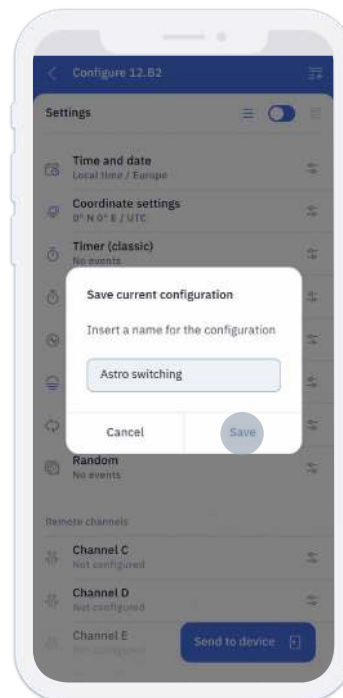 Configure 12.B2
Settings
Time and date
Local time / Europe
Coordinate settings
0° N 0° E / UTC
Timer (classic)
No events
Save current configuration
Insert a name for the configuration
Astro switching
Cancel
Save
Random
No events
Remote channels
Channel C
Not configured
Channel D
Not configured
Channel E
Send to device